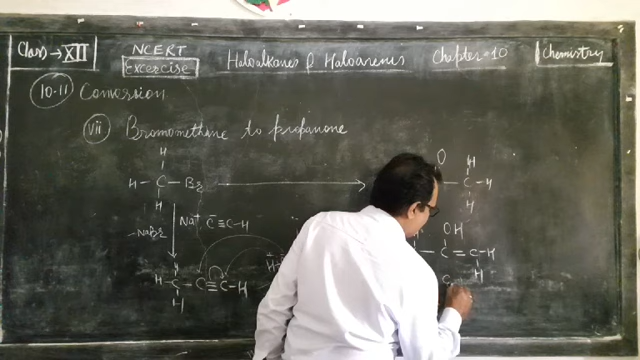 Class → XII NCERT Haloalkanes & Haloarenes Chapter - 10 Chemistry
Excercise
10.11 Conversion
vii Bromomethane to propanone
H O H
H – C – Br → – C – H
H H
Na⁺ C̄ ≡ C – H OH
-NaBr C = C – H
H H
H – C – C ≡ C – H
H